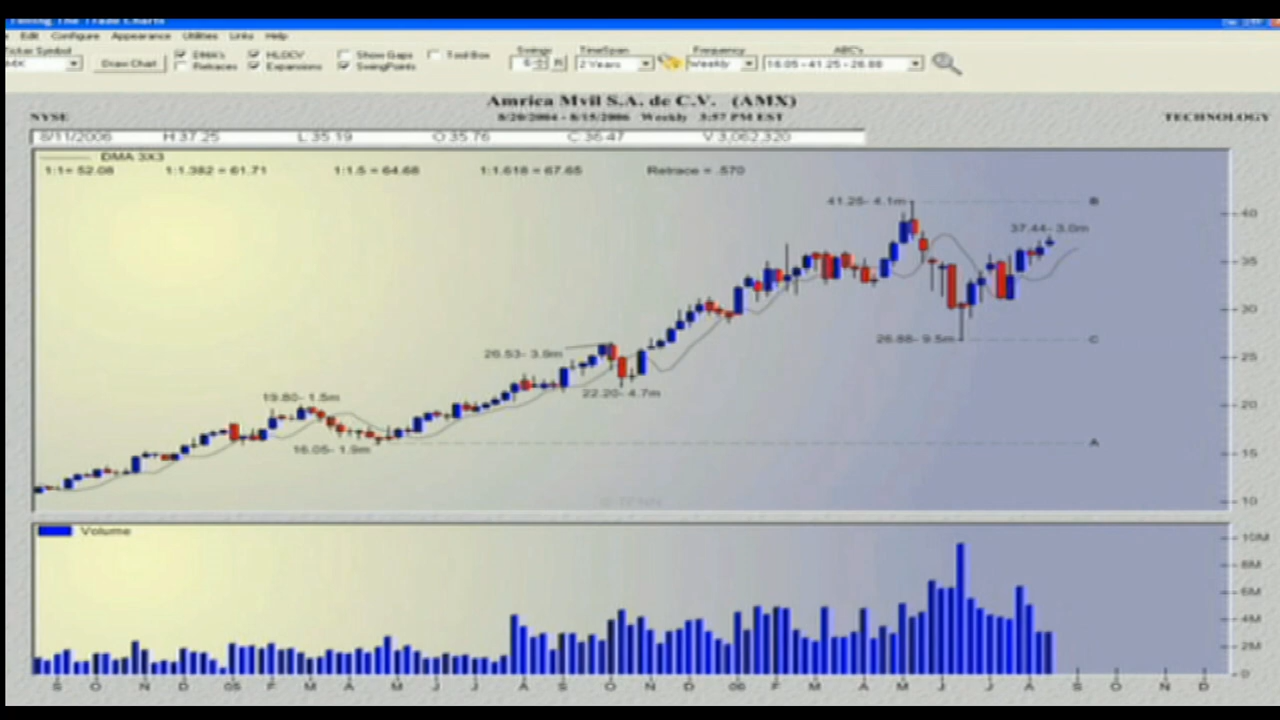 Timing The Trade Charts
Edit Configure Appearance Utilities Links Help
Ticker Symbol Swings TimeSpan Frequency ABC's
AMX Draw Chart DMA's HLOCV Show Gaps Tool Box 6 R 2 Years Weekly 16.05 - 41.25 - 26.88
Retraces Expansions SwingPoints
Amrica Mvil S.A. de C.V. (AMX)
NYSE 8/20/2004 - 8/15/2006 Weekly 3:57 PM EST TECHNOLOGY
8/11/2006 H 37.25 L 35.19 O 35.76 C 36.47 V 3,062,320
DMA 3X3
1:1= 52.08 1:1.382 = 61.71 1:1.5 = 64.68 1:1.618 = 67.65 Retrace = .570
41.25- 4.1m B
40
37.44- 3.0m
35
30
26.88- 9.5m C
26.53- 3.9m
25
22.20- 4.7m
19.80- 1.5m
20
16.05- 1.9m A
15
10
Volume
10M
8M
6M
4M
2M
0
S O N D 05 F M A M J J A S O N D 06 F M A M J J A S O N D